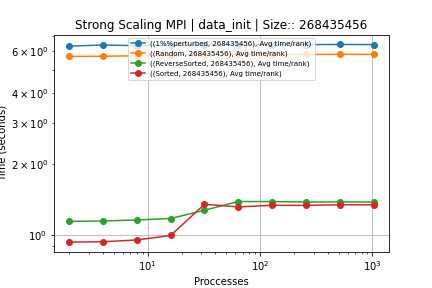 Strong Scaling MPI | data_init | Size:: 268435456
((1%perturbed, 268435456), Avg time/rank)
((Random, 268435456), Avg time/rank)
((ReverseSorted, 268435456), Avg time/rank)
((Sorted, 268435456), Avg time/rank)
6 × 10⁰
4 × 10⁰
3 × 10⁰
2 × 10⁰
10⁰
(seconds)
10¹ 10² 10³
Proccesses